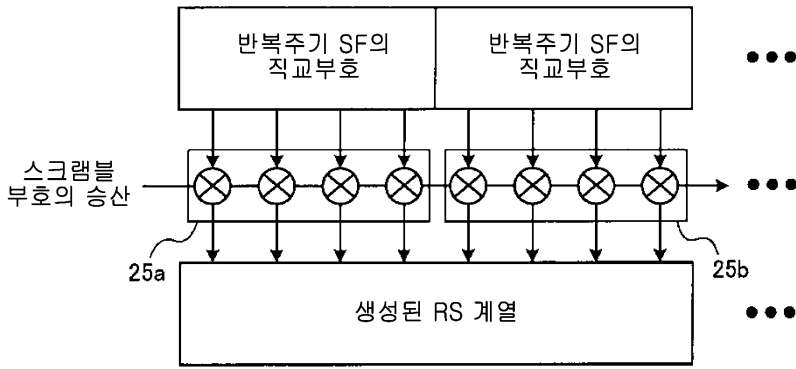 반복주기 SF의
직교부호
반복주기 SF의
직교부호
스크램블
부호의 승산
25a
25b
생성된 RS 계열